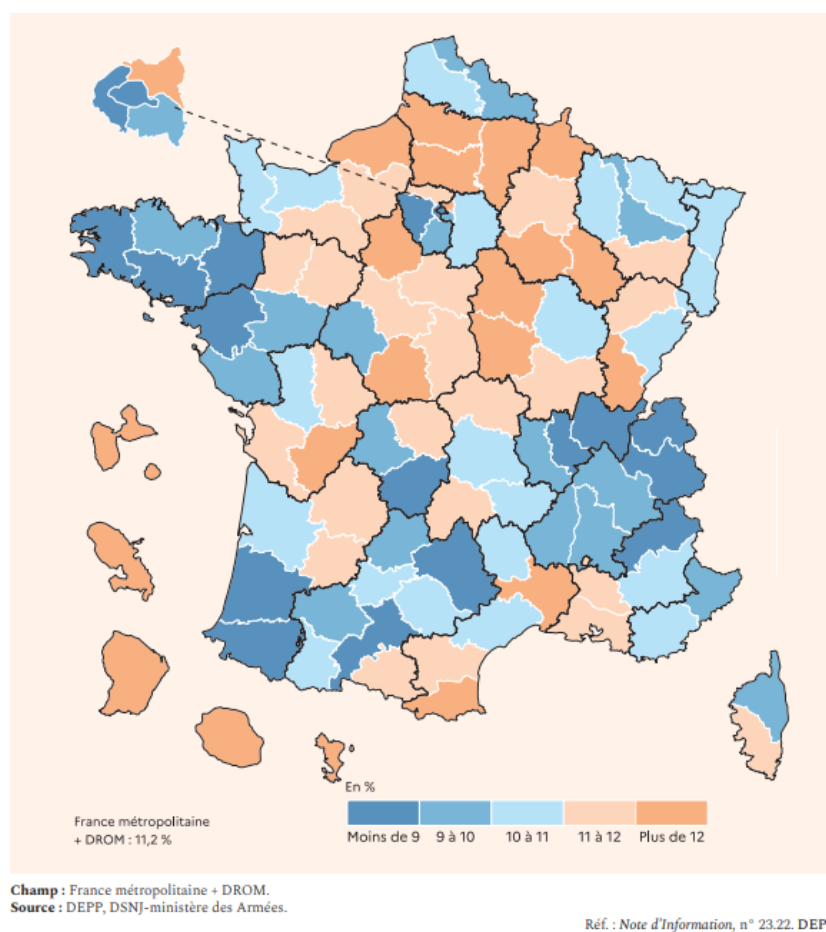 En %
Moins de 9
9 à 10
10 à 11
11 à 12
Plus de 12
France métropolitaine
+ DROM : 11,2 %
Champ : France métropolitaine + DROM.
Source : DEPP, DSNJ-ministère des Armées.
Réf. : Note d'Information, n° 23.22. DEP